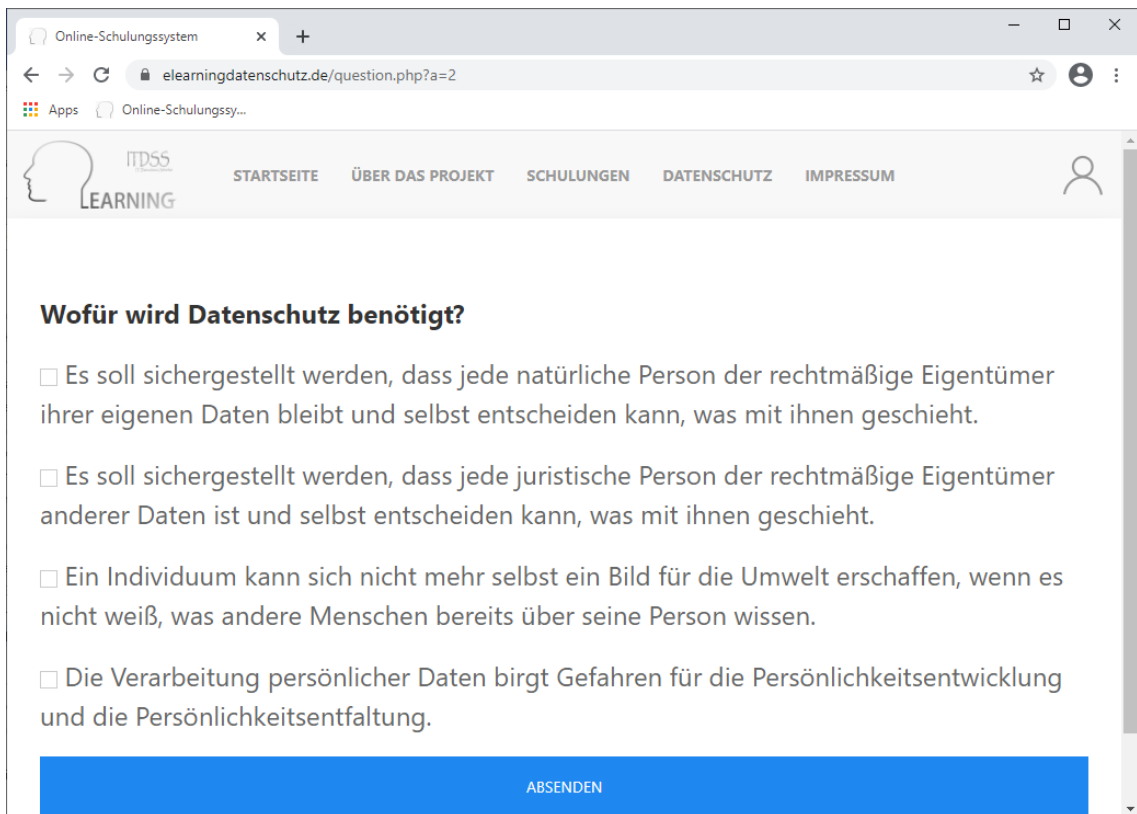 Online-Schulungssystem
elearningdatenschutz.de/question.php?a=2
Apps Online-Schulungssy...
ITDSS
LEARNING
STARTSEITE ÜBER DAS PROJEKT SCHULUNGEN DATENSCHUTZ IMPRESSUM
Wofür wird Datenschutz benötigt?
Es soll sichergestellt werden, dass jede natürliche Person der rechtmäßige Eigentümer
ihrer eigenen Daten bleibt und selbst entscheiden kann, was mit ihnen geschieht.
Es soll sichergestellt werden, dass jede juristische Person der rechtmäßige Eigentümer
anderer Daten ist und selbst entscheiden kann, was mit ihnen geschieht.
Ein Individuum kann sich nicht mehr selbst ein Bild für die Umwelt erschaffen, wenn es
nicht weiß, was andere Menschen bereits über seine Person wissen.
Die Verarbeitung persönlicher Daten birgt Gefahren für die Persönlichkeitsentwicklung
und die Persönlichkeitsentfaltung.
ABSENDEN